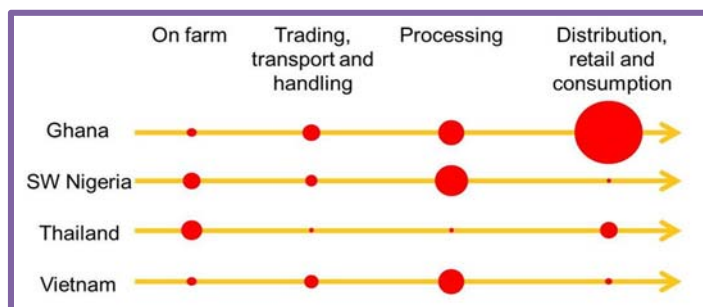 On farm
Trading,
transport and
handling
Processing
Distribution,
retail and
consumption
Ghana
SW Nigeria
Thailand
Vietnam